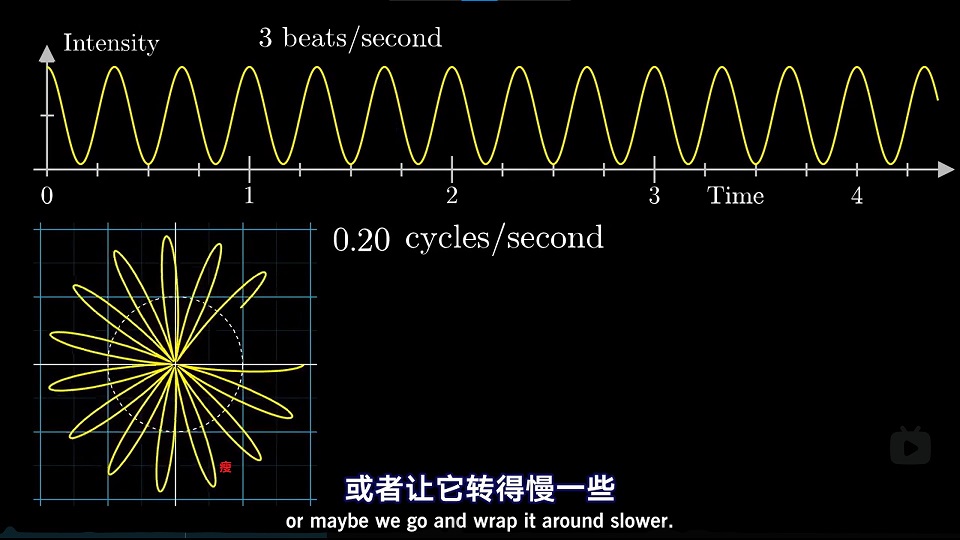 Intensity
3 beats/second
0
1
2
3
Time
4
0.20 cycles/second
瘦
或者让它转得慢一些
or maybe we go and wrap it around slower.